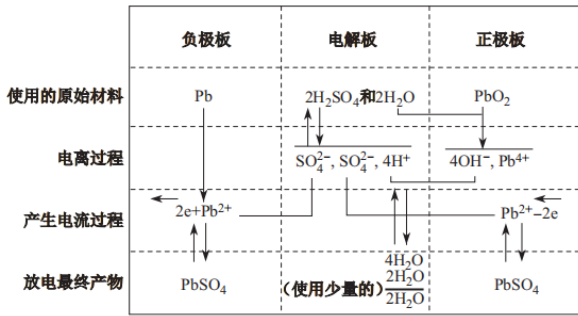 负极板 电解板 正极板
使用的原始材料 Pb 2H₂SO₄和2H₂O PbO₂
电离过程 SO₄²⁻, SO₄²⁻, 4H⁺ 4OH⁻, Pb⁴⁺
产生电流过程 2e+Pb²⁺ Pb²⁺−2e
4H₂O
放电最终产物 PbSO₄ (使用少量的) 2H₂O PbSO₄
2H₂O